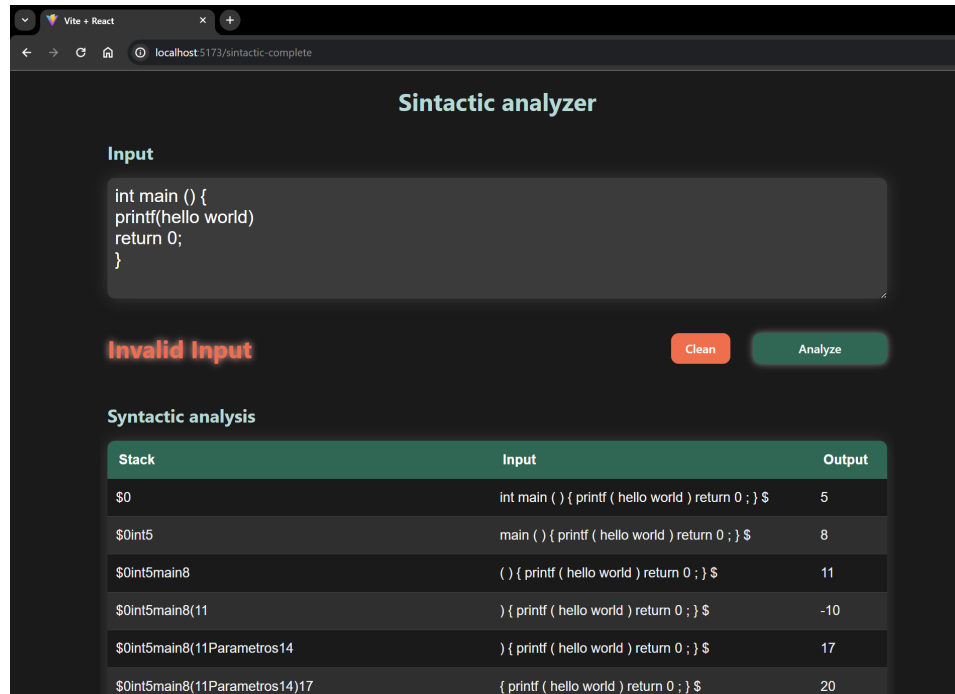 Vite + React
localhost:5173/sintactic-complete
Sintactic analyzer
Input
int main () {
printf(hello world)
return 0;
}
Invalid Input
Clean
Analyze
Syntactic analysis
Stack Input Output
$0 int main ( ) { printf ( hello world ) return 0 ; } $ 5
$0int5 main ( ) { printf ( hello world ) return 0 ; } $ 8
$0int5main8 ( ) { printf ( hello world ) return 0 ; } $ 11
$0int5main8(11 ) { printf ( hello world ) return 0 ; } $ -10
$0int5main8(11Parametros14 ) { printf ( hello world ) return 0 ; } $ 17
$0int5main8(11Parametros14)17 { printf ( hello world ) return 0 ; } $ 20